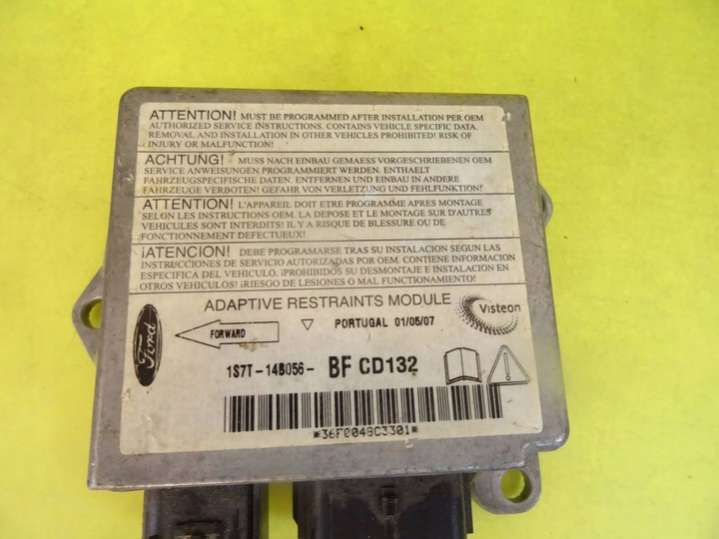 ATTENTION! MUST BE PROGRAMMED AFTER INSTALLATION PER OEM
AUTHORIZED SERVICE INSTRUCTIONS. CONTAINS VEHICLE SPECIFIC DATA.
REMOVAL AND INSTALLATION IN OTHER VEHICLES PROHIBITED! RISK OF
INJURY OR MALFUNCTION!
ACHTUNG! MUSS NACH EINBAU GEMAESS VORGESCHRIEBENEN OEM
SERVICE ANWEISUNGEN PROGRAMMIERT WERDEN. ENTHAELT
FAHRZEUGSPEZIFISCHE DATEN. ENTFERNEN UND EINBAU IN ANDERE
FAHRZEUGE VERBOTEN! GEFAHR VON VERLETZUNG UND FEHLFUNKTION!
ATTENTION! L'APPAREIL DOIT ETRE PROGRAMME APRES MONTAGE
SELON LES INSTRUCTIONS OEM. LA DEPOSE ET LE MONTAGE SUR D'AUTRES
VEHICULES SONT INTERDITS! IL Y A RISQUE DE BLESSURE OU DE
FONCTIONNEMENT DEFECTUEUX!
¡ATENCION! DEBE PROGRAMARSE TRAS SU INSTALACION SEGUN LAS
INSTRUCCIONES DE SERVICIO AUTORIZADAS POR OEM. CONTIENE INFORMACION
ESPECIFICA DEL VEHICULO. ¡PROHIBIDOS SU DESMONTAJE E INSTALACION EN
OTROS VEHICULOS! ¡RIESGO DE LESIONES O MAL FUNCTIONAMIENTO!
ADAPTIVE RESTRAINTS MODULE
Visteon
Ford
FORWARD
PORTUGAL 01/05/07
1S7T-14B056- BF CD132
*36F0048C3301*